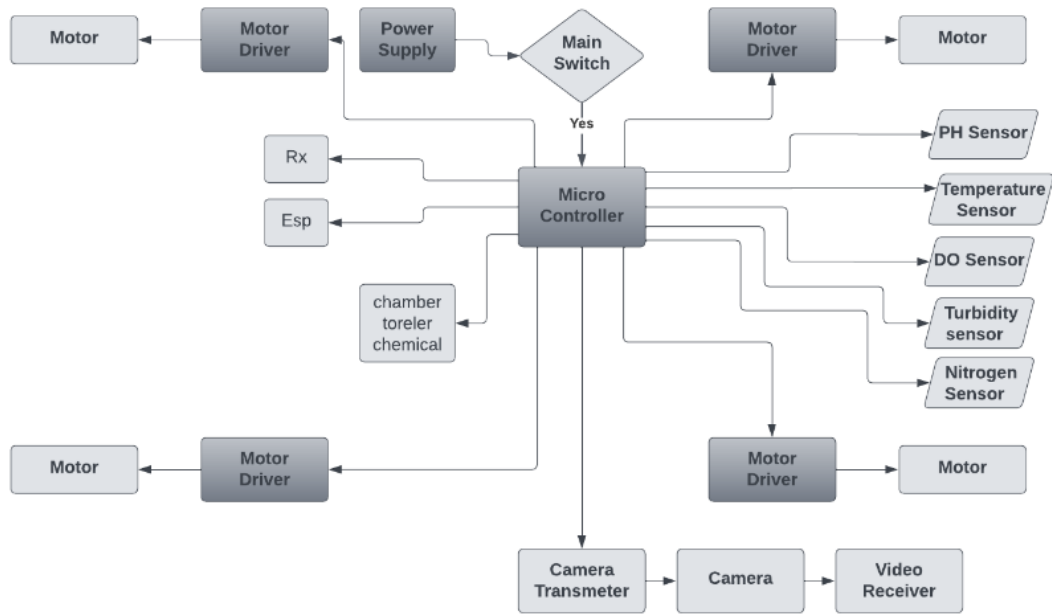 Motor
Motor
Driver
Power
Supply
Main
Switch
Motor
Driver
Motor
Yes
Rx
Esp
Micro
Controller
PH Sensor
Temperature
Sensor
DO Sensor
Turbidity
sensor
Nitrogen
Sensor
chamber
toreler
chemical
Motor
Motor
Driver
Motor
Driver
Motor
Camera
Transmeter
Camera
Video
Receiver